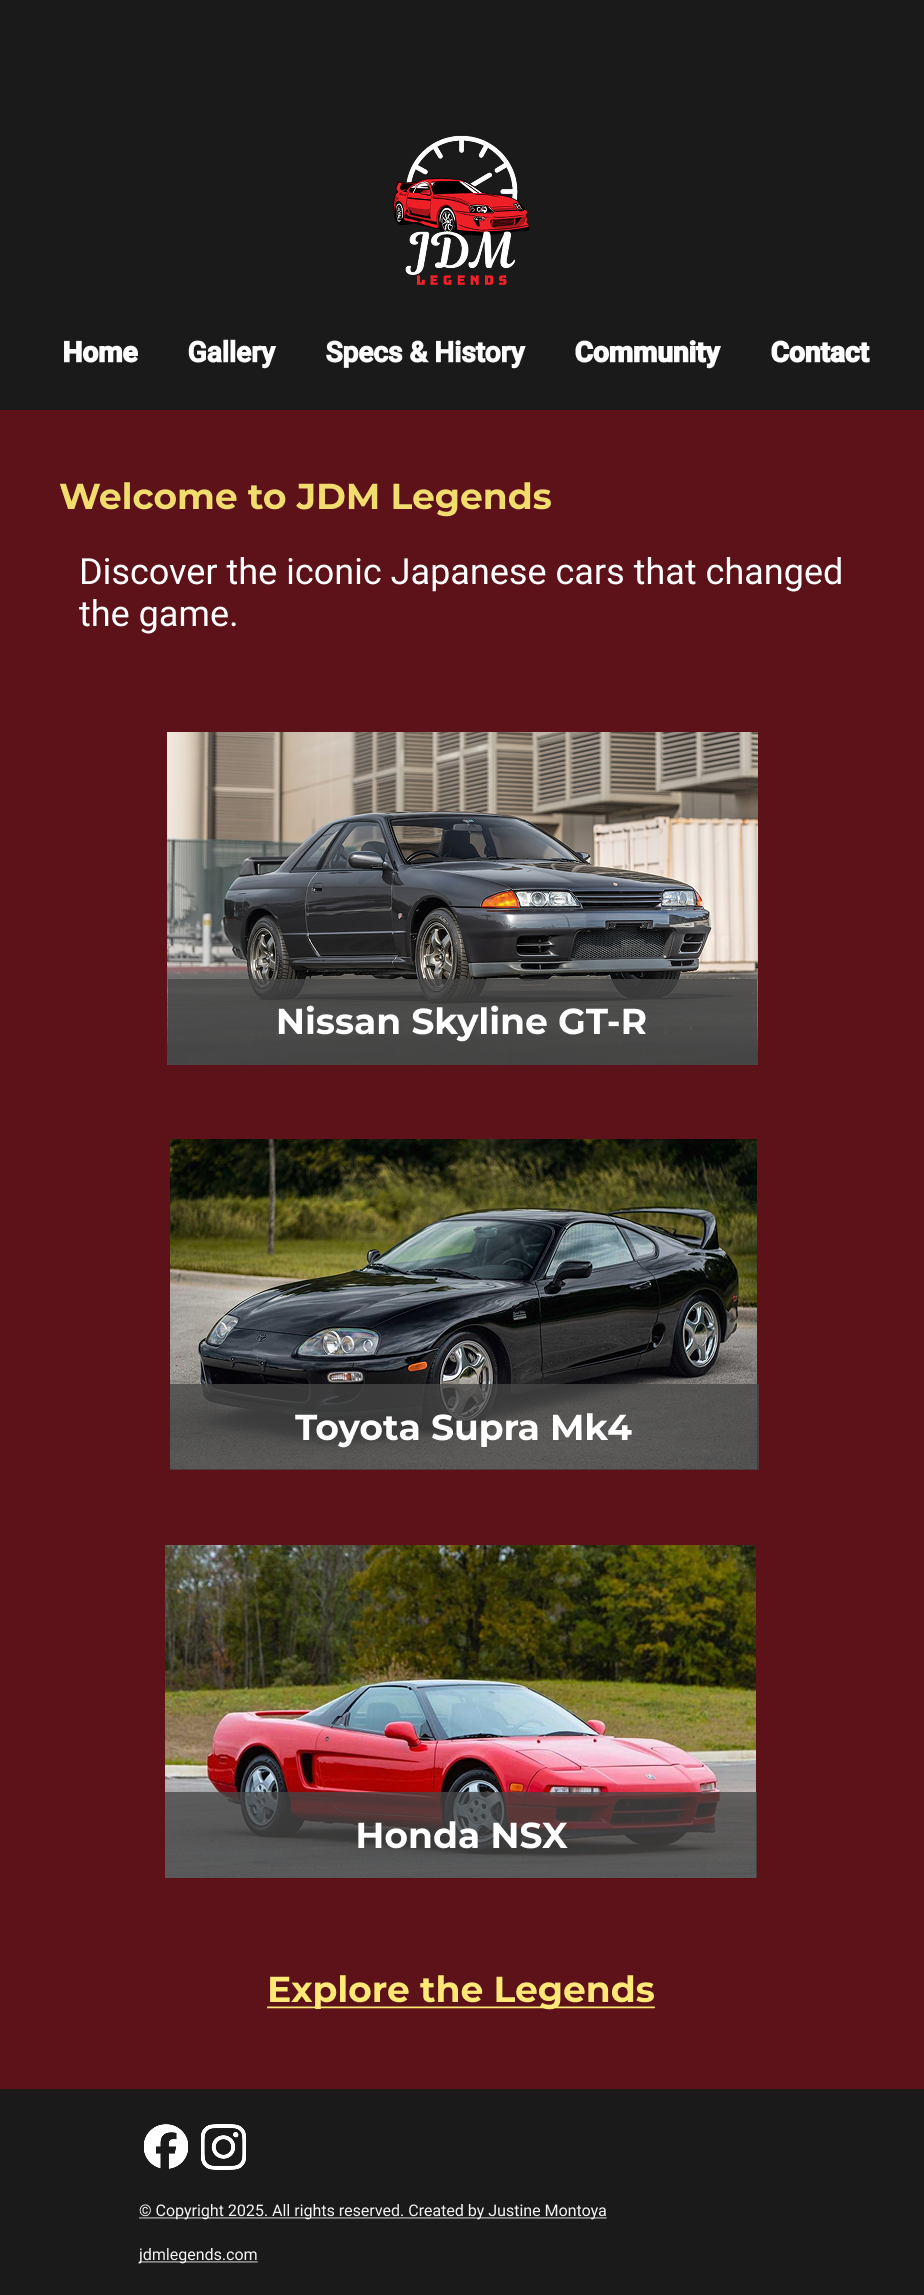 JDM
LEGENDS
Home Gallery Specs & History Community Contact
Welcome to JDM Legends
Discover the iconic Japanese cars that changed
the game.
Nissan Skyline GT-R
Toyota Supra Mk4
Honda NSX
Explore the Legends
© Copyright 2025. All rights reserved. Created by Justine Montoya
jdmlegends.com